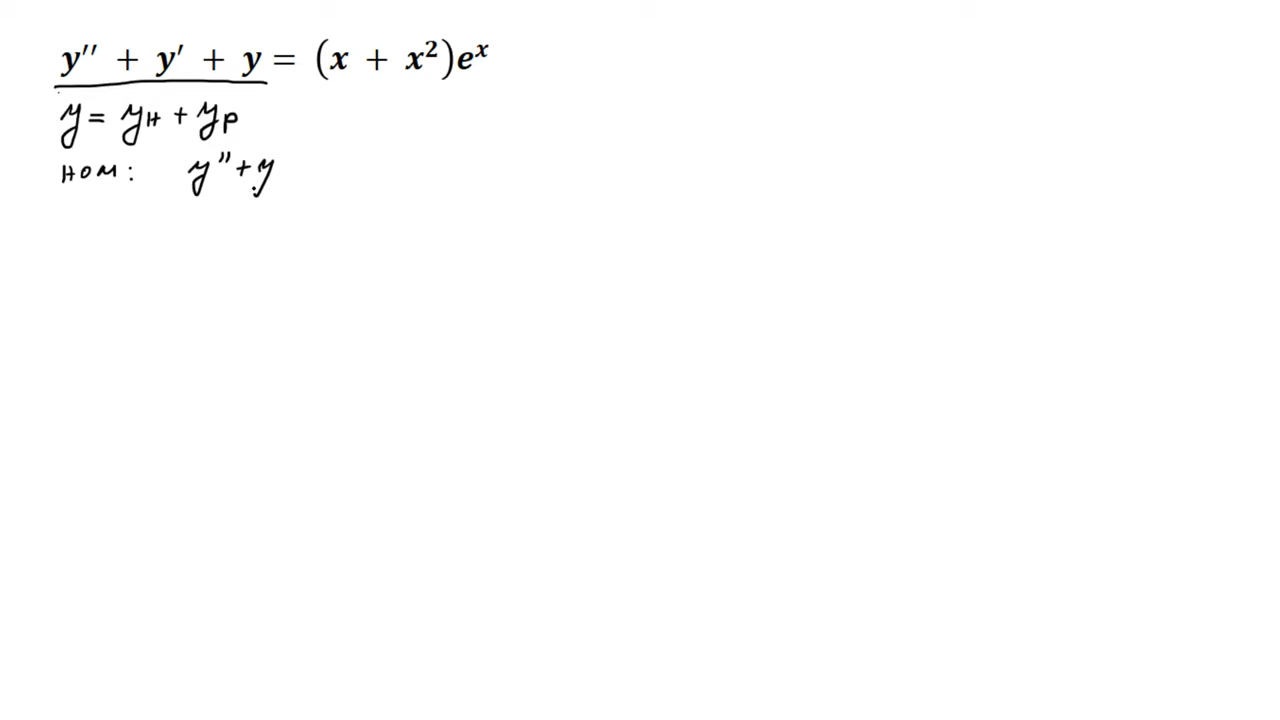 y′′ + y′ + y = (x + x²)eˣ
y = yH + yP
HOM: y″+y